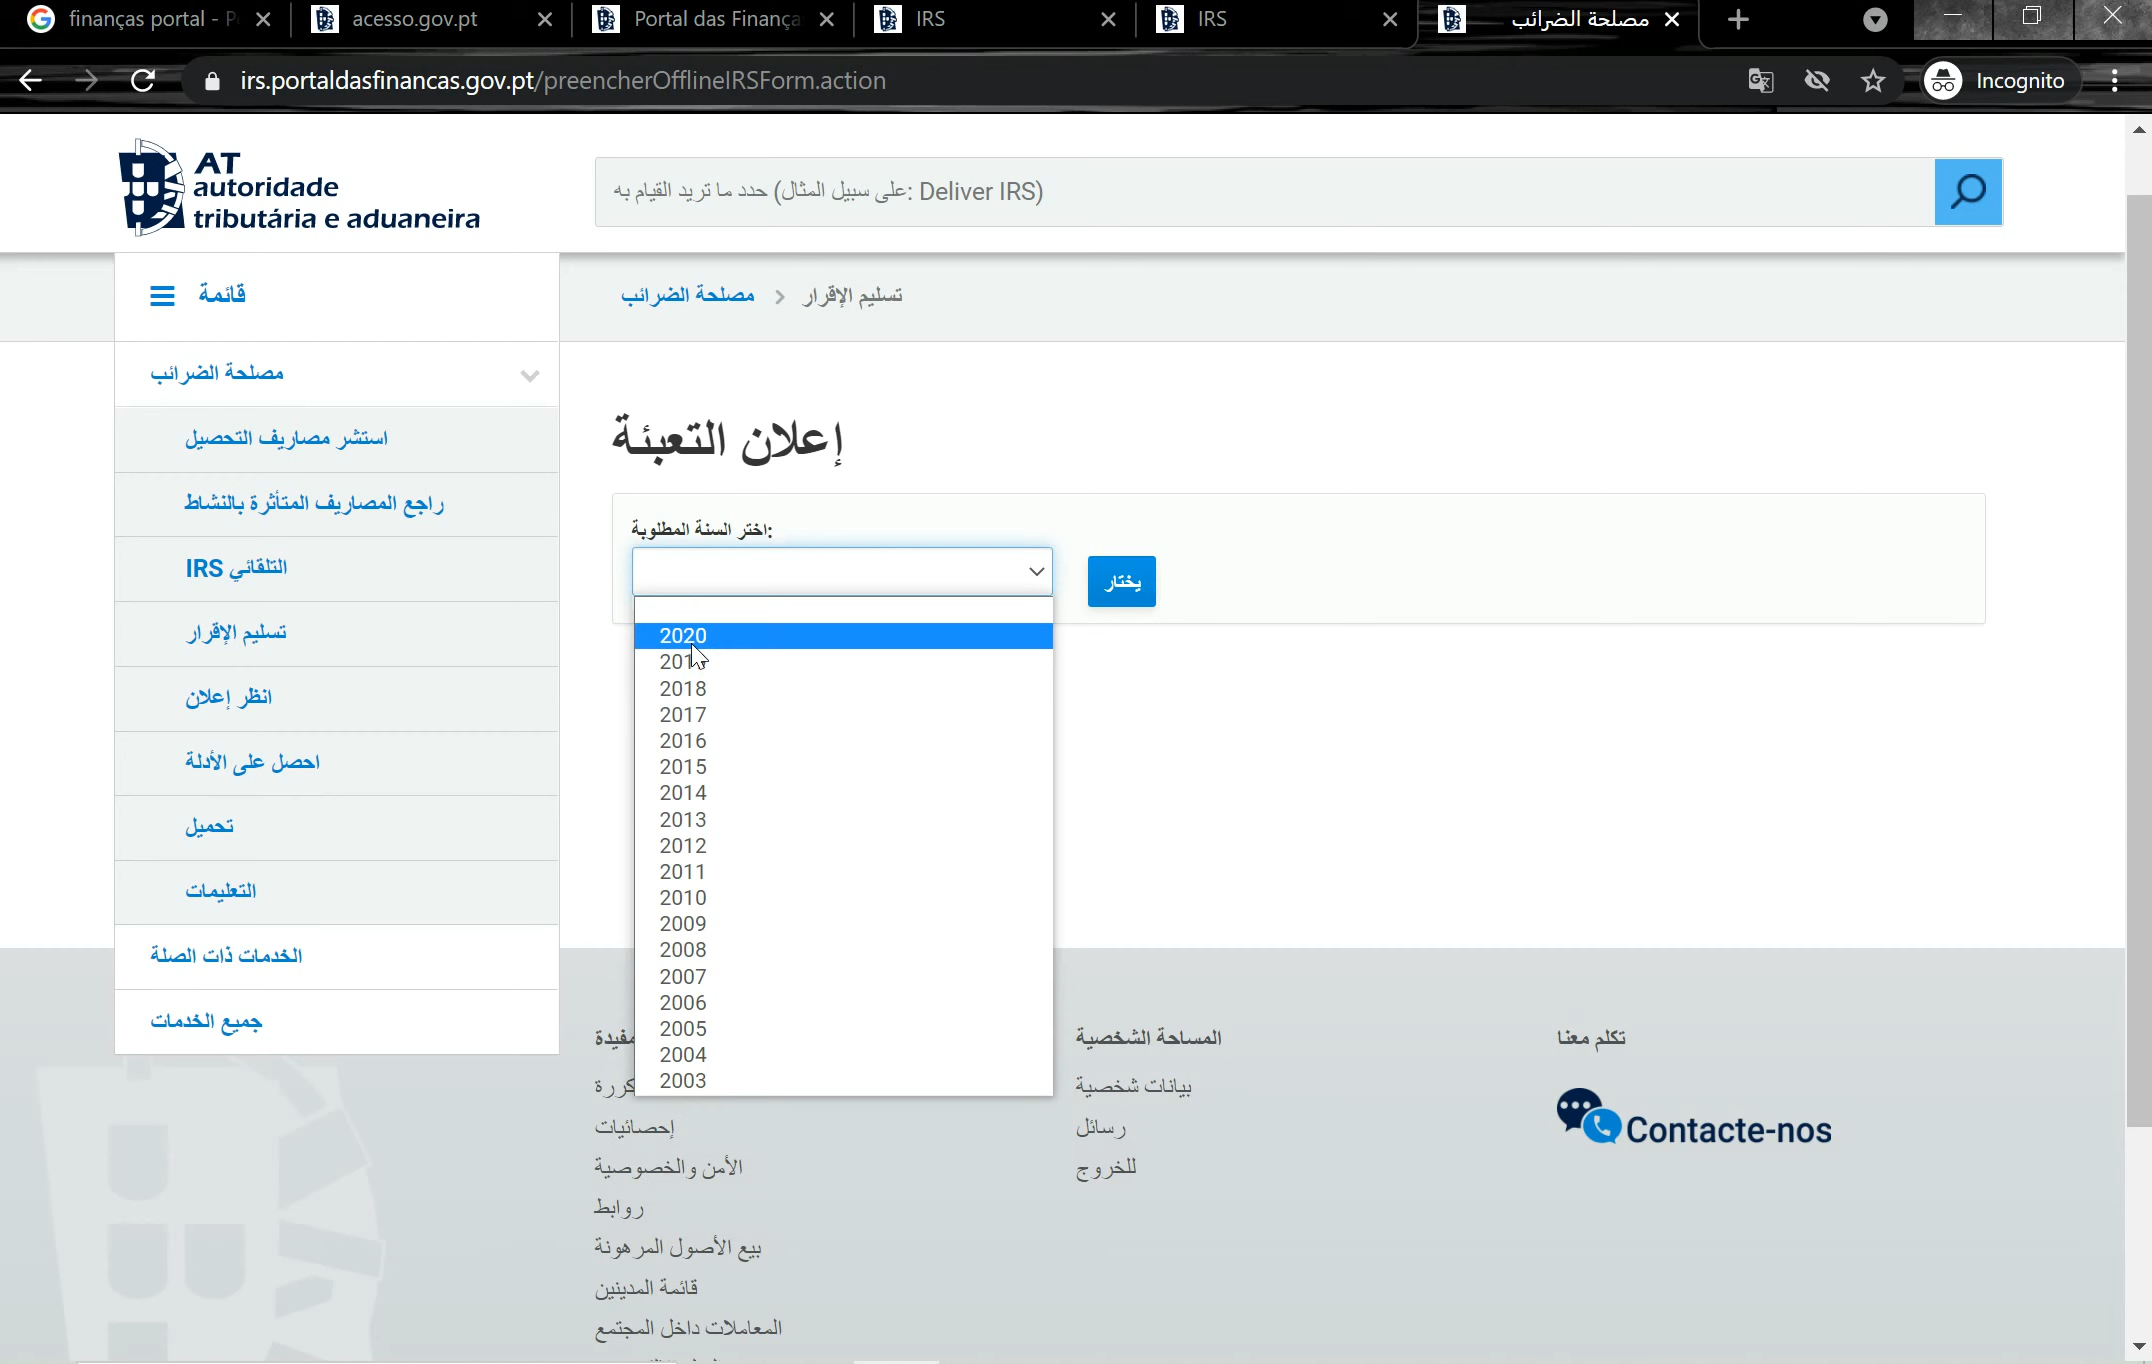 finanças portal - P
acesso.gov.pt
Portal das Finança
IRS
IRS
مصلحة الضرائب
irs.portaldasfinancas.gov.pt/preencherOfflineIRSForm.action
Incognito
AT
autoridade
tributária e aduaneira
حدد ما تريد القيام به (على سبيل المثال: Deliver IRS)
قائمة
مصلحة الضرائب > تسليم الإقرار
مصلحة الضرائب
استشر مصاريف التحصيل
راجع المصاريف المتأثرة بالنشاط
IRS التلقائي
تسليم الإقرار
انظر إعلان
احصل على الأدلة
تحميل
التعليمات
الخدمات ذات الصلة
جميع الخدمات
إعلان التعبئة
اختر السنة المطلوبة:
يختار
2020
2018
2017
2016
2015
2014
2013
2012
2011
2010
2009
2008
2007
2006
2005
2004
2003
إحصائيات
الأمن والخصوصية
روابط
بيع الأصول المرهونة
قائمة المدينين
المعاملات داخل المجتمع
المساحة الشخصية
بيانات شخصية
رسائل
للخروج
تكلم معنا
Contacte-nos